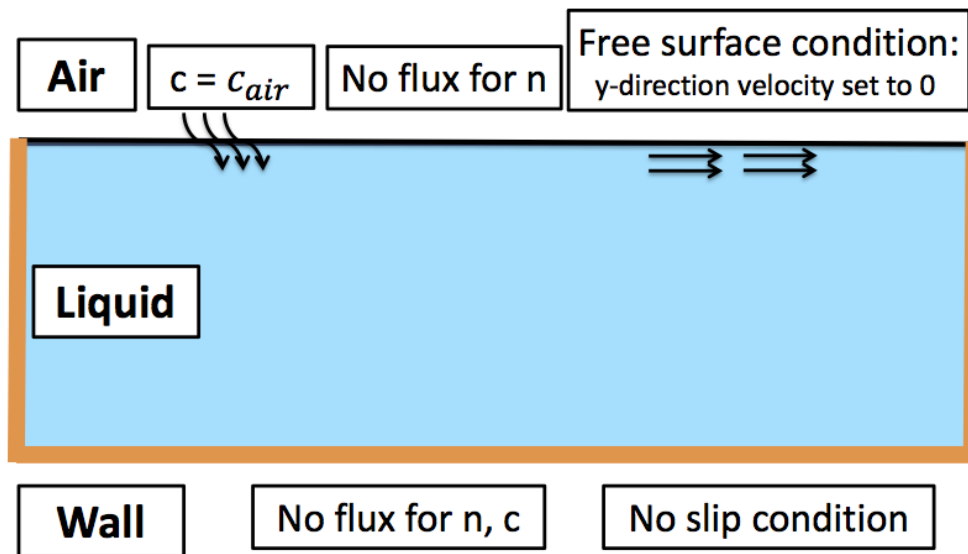 Air
c = c_air
No flux for n
Free surface condition:
y-direction velocity set to 0
Liquid
Wall
No flux for n, c
No slip condition